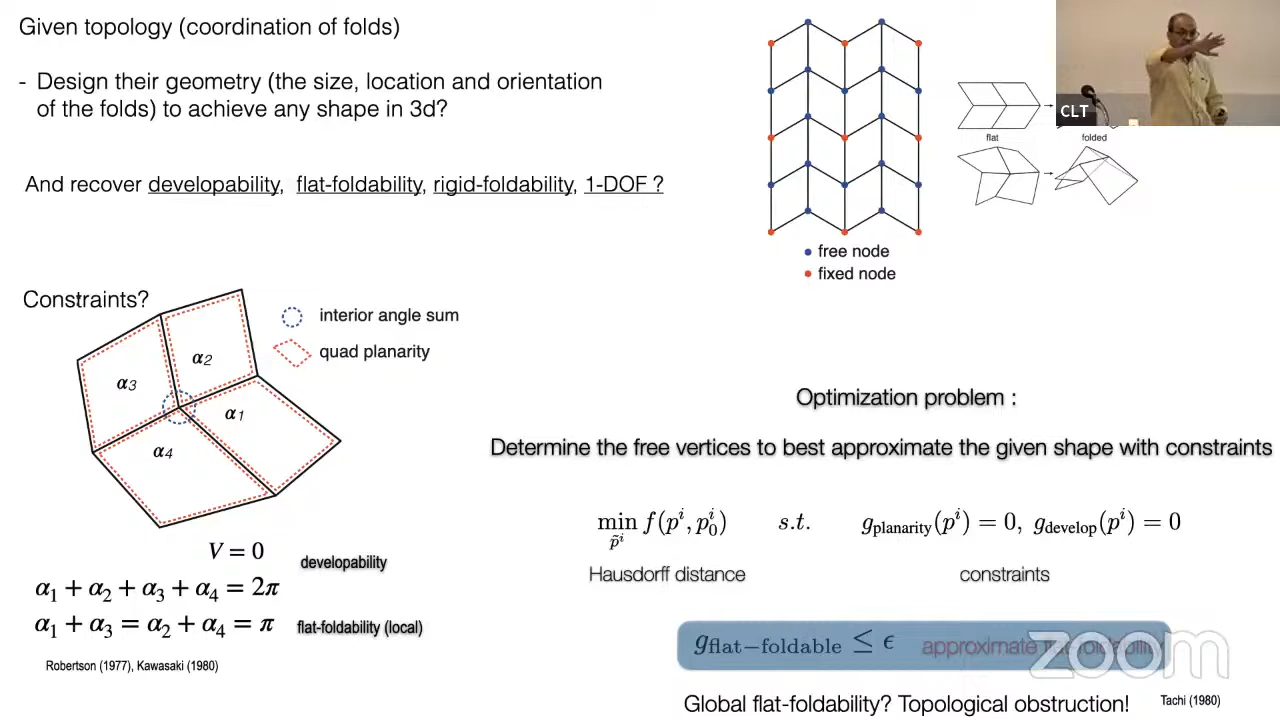 Given topology (coordination of folds)
- Design their geometry (the size, location and orientation
of the folds) to achieve any shape in 3d?
And recover developability, flat-foldability, rigid-foldability, 1-DOF ?
free node
fixed node
flat
folded
CLT
Constraints?
interior angle sum
quad planarity
α2
α3
α1
α4
V = 0
developability
α₁ + α₂ + α₃ + α₄ = 2π
α₁ + α₃ = α₂ + α₄ = π
flat-foldability (local)
Robertson (1977), Kawasaki (1980)
Optimization problem :
Determine the free vertices to best approximate the given shape with constraints
min f(pⁱ, p₀ⁱ) s.t. g_planarity(pⁱ) = 0, g_develop(pⁱ) = 0
p̃ⁱ
Hausdorff distance
constraints
g_flat−foldable ≤ ϵ
approximate flat-foldability
zoom
Global flat-foldability? Topological obstruction!
Tachi (1980)